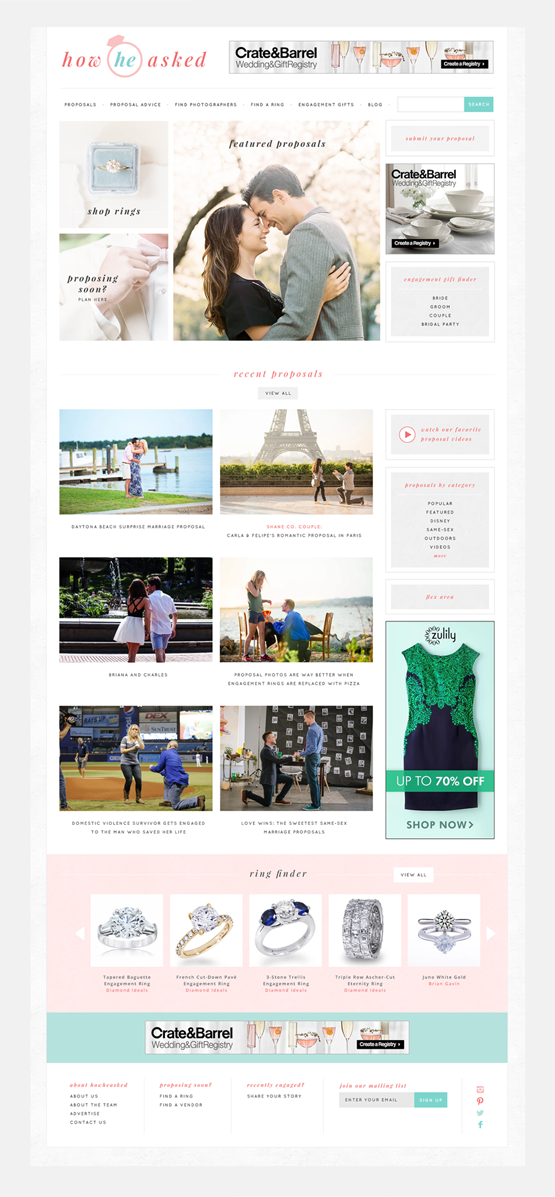 how he asked
Crate&Barrel
Wedding&GiftRegistry
Create a Registry
PROPOSALS
PROPOSAL ADVICE
FIND PHOTOGRAPHERS
FIND A RING
ENGAGEMENT GIFTS
BLOG
SEARCH
shop rings
proposing
soon?
PLAN HERE
featured proposals
submit your proposal
Crate&Barrel
Wedding&GiftRegistry
Create a Registry
engagement gift finder
BRIDE
GROOM
COUPLE
BRIDAL PARTY
recent proposals
VIEW ALL
DAYTONA BEACH SURPRISE MARRIAGE PROPOSAL
SHANE CO. COUPLE:
CARLA & FELIPE'S ROMANTIC PROPOSAL IN PARIS
BRIANA AND CHARLES
PROPOSAL PHOTOS ARE WAY BETTER WHEN
ENGAGEMENT RINGS ARE REPLACED WITH PIZZA
DOMESTIC VIOLENCE SURVIVOR GETS ENGAGED
TO THE MAN WHO SAVED HER LIFE
LOVE WINS: THE SWEETEST SAME-SEX
MARRIAGE PROPOSALS
watch our favorite
proposal videos
proposals by category
POPULAR
FEATURED
DISNEY
SAME-SEX
OUTDOORS
VIDEOS
more
flex area
zulily
UP TO 70% OFF
SHOP NOW
ring finder
VIEW ALL
Tapered Baguette
Engagement Ring
Diamond Ideals
French Cut-Down Pavé
Engagement Ring
Diamond Ideals
3-Stone Trellis
Engagement Ring
Diamond Ideals
Triple Row Asscher-Cut
Eternity Ring
Diamond Ideals
June White Gold
Brian Gavin
Crate&Barrel
Wedding&GiftRegistry
Create a Registry
about howheasked
ABOUT US
ABOUT THE TEAM
ADVERTISE
CONTACT US
proposing soon?
FIND A RING
FIND A VENDOR
recently engaged?
SHARE YOUR STORY
join our mailing list
ENTER YOUR EMAIL
SIGN UP